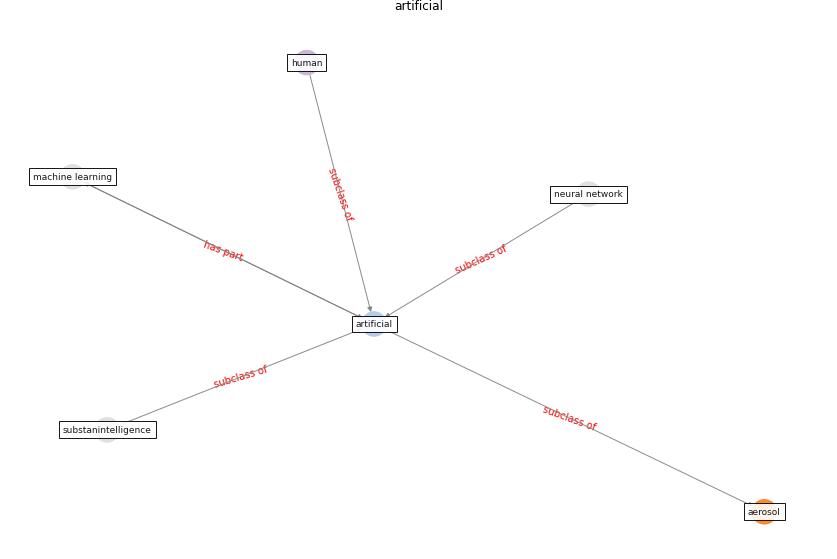 artificial
human
machine learning
subclass of
neural network
has part
subclass of
artificial
subclass of
substanintelligence
subclass of
aerosol